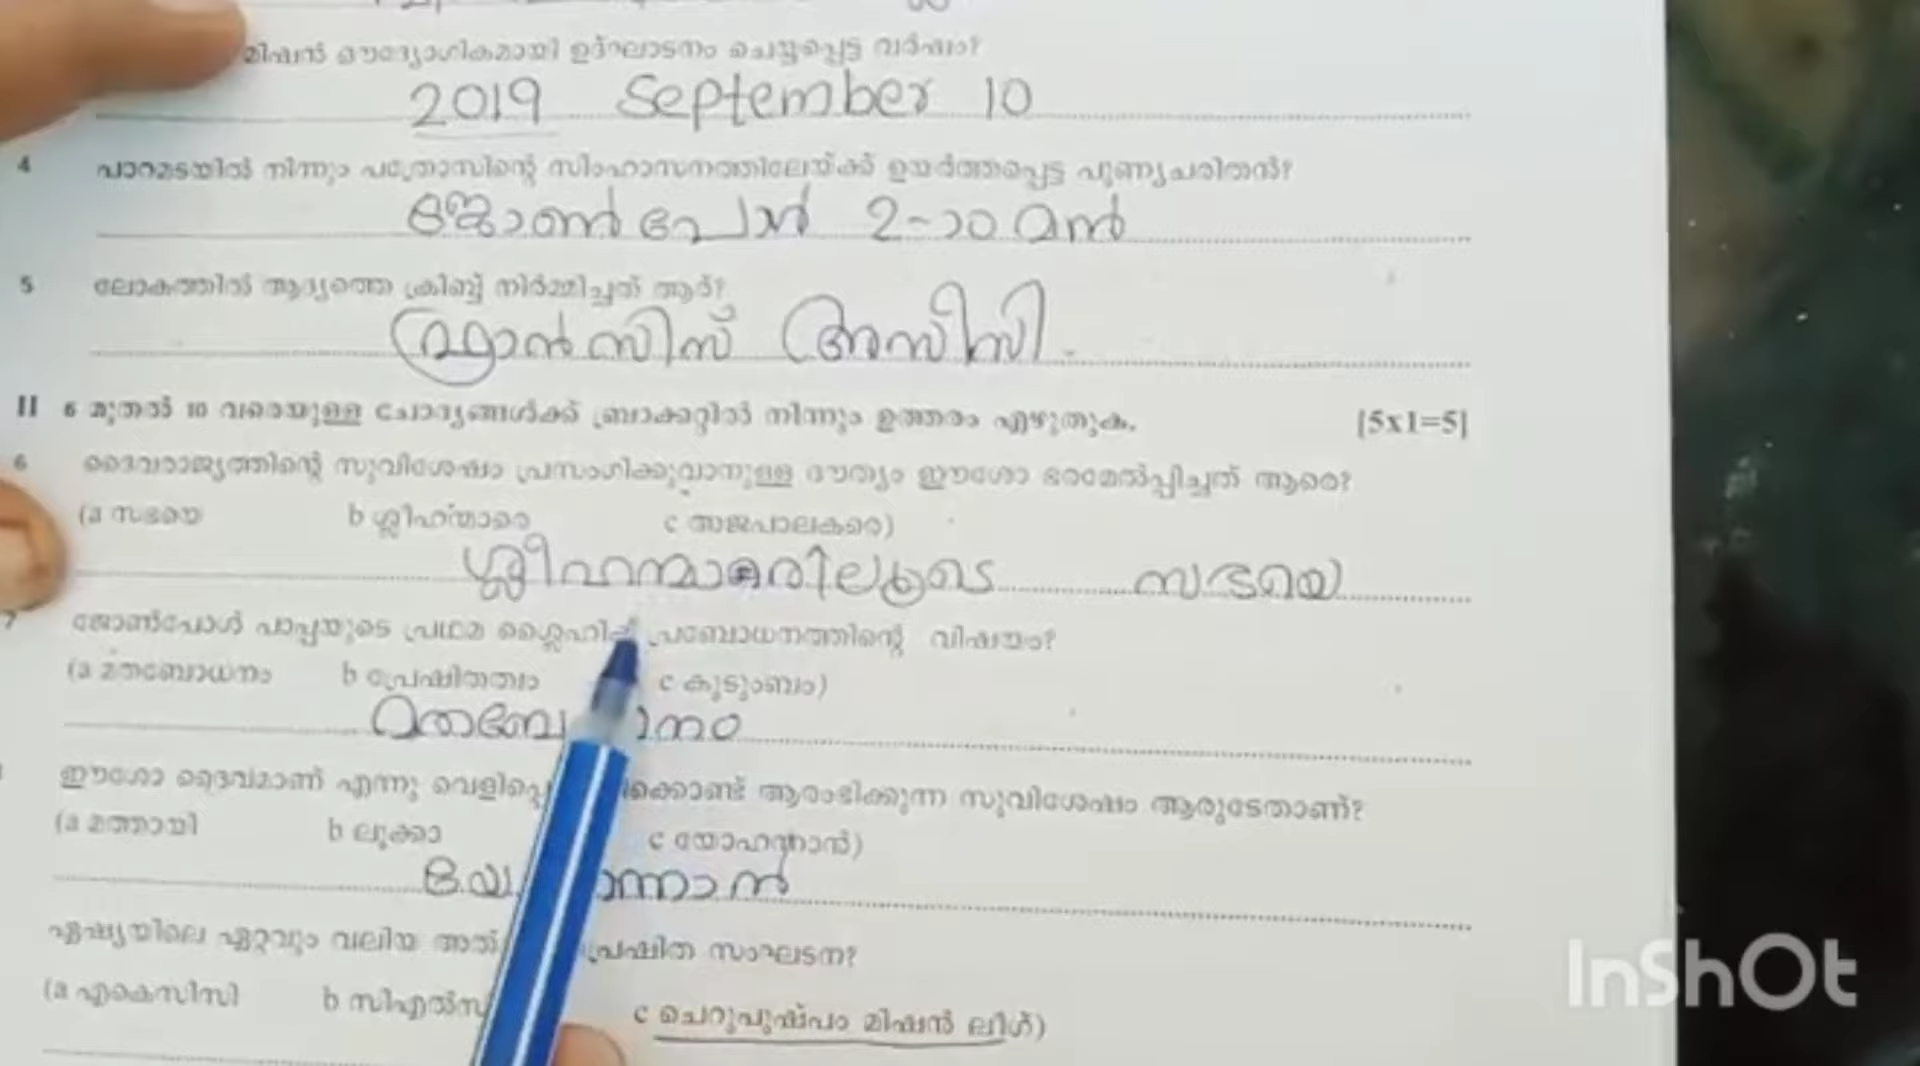 മിഷൻ ഔദ്യോഗികമായി ഉദ്ഘാടനം ചെയ്യപ്പെട്ട വർഷം?
2019 September 10
4 പാറമടയിൽ നിന്നും പത്രോസിന്റെ സിംഹാസനത്തിലേയ്ക്ക് ഉയർത്തപ്പെട്ട പുണ്യചരിതൻ?
ജോൺ പോൾ 2-ാമൻ
5 ലോകത്തിൽ ആദ്യത്തെ ക്രിബ്ബ് നിർമ്മിച്ചത് ആര്?
ഫ്രാൻസിസ് അസീസി.
II 6 മുതൽ 10 വരെയുള്ള ചോദ്യങ്ങൾക്ക് ബ്രാക്കറ്റിൽ നിന്നും ഉത്തരം എഴുതുക. [5x1=5]
6 ദൈവരാജ്യത്തിന്റെ സുവിശേഷം പ്രസംഗിക്കുവാനുള്ള ദൗത്യം ഈശോ ഭരമേൽപ്പിച്ചത് ആരെ?
(a സഭയെ b ശ്ലീഹന്മാരെ c അജപാലകരെ)
ശ്ലീഹന്മാരിലൂടെ സഭയെ
7 ജോൺപോൾ പാപ്പയുടെ പ്രഥമ ശ്ലൈഹിക പ്രബോധനത്തിന്റെ വിഷയം?
(a മതബോധനം b പ്രേഷിതത്വം c കുടുംബം)
ഈശോ ദൈവമാണ് എന്നു ആരംഭിക്കുന്ന സുവിശേഷം ആരുടേതാണ്?
(a മത്തായി b ലൂക്കാ c യോഹന്നാൻ)
ഏഷ്യയിലെ ഏറ്റവും വലിയ പ്രേഷിത സംഘടന?
(a എകെസിസി c ചെറുപുഷ്പം മിഷൻ ലീഗ്)
InShOt